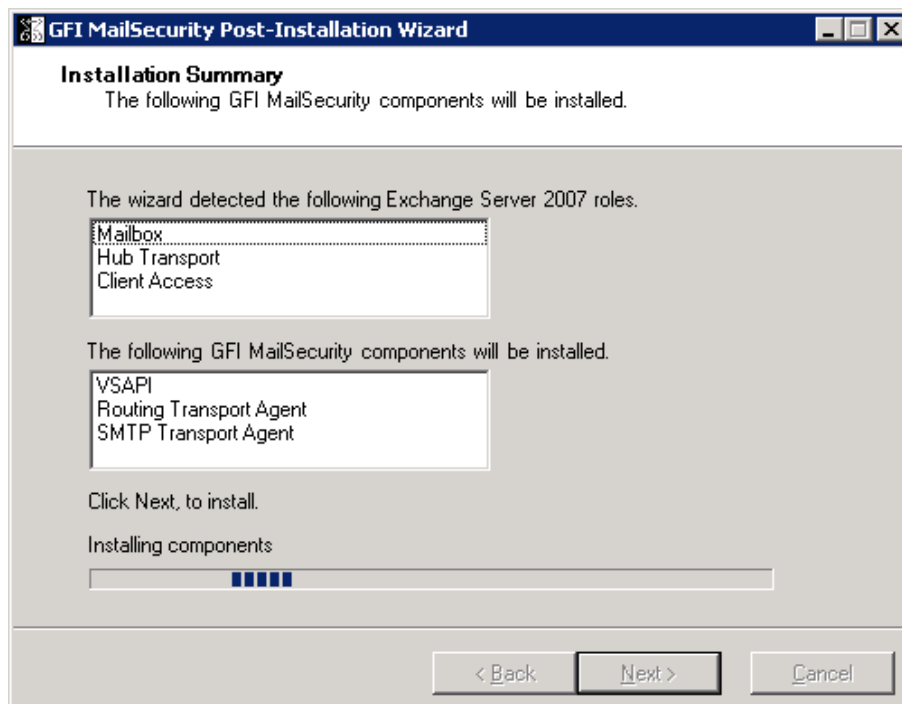 GFI MailSecurity Post-Installation Wizard
Installation Summary
The following GFI MailSecurity components will be installed.
The wizard detected the following Exchange Server 2007 roles.
Mailbox
Hub Transport
Client Access
The following GFI MailSecurity components will be installed.
VSAPI
Routing Transport Agent
SMTP Transport Agent
Click Next, to install.
Installing components
< Back Next > Cancel